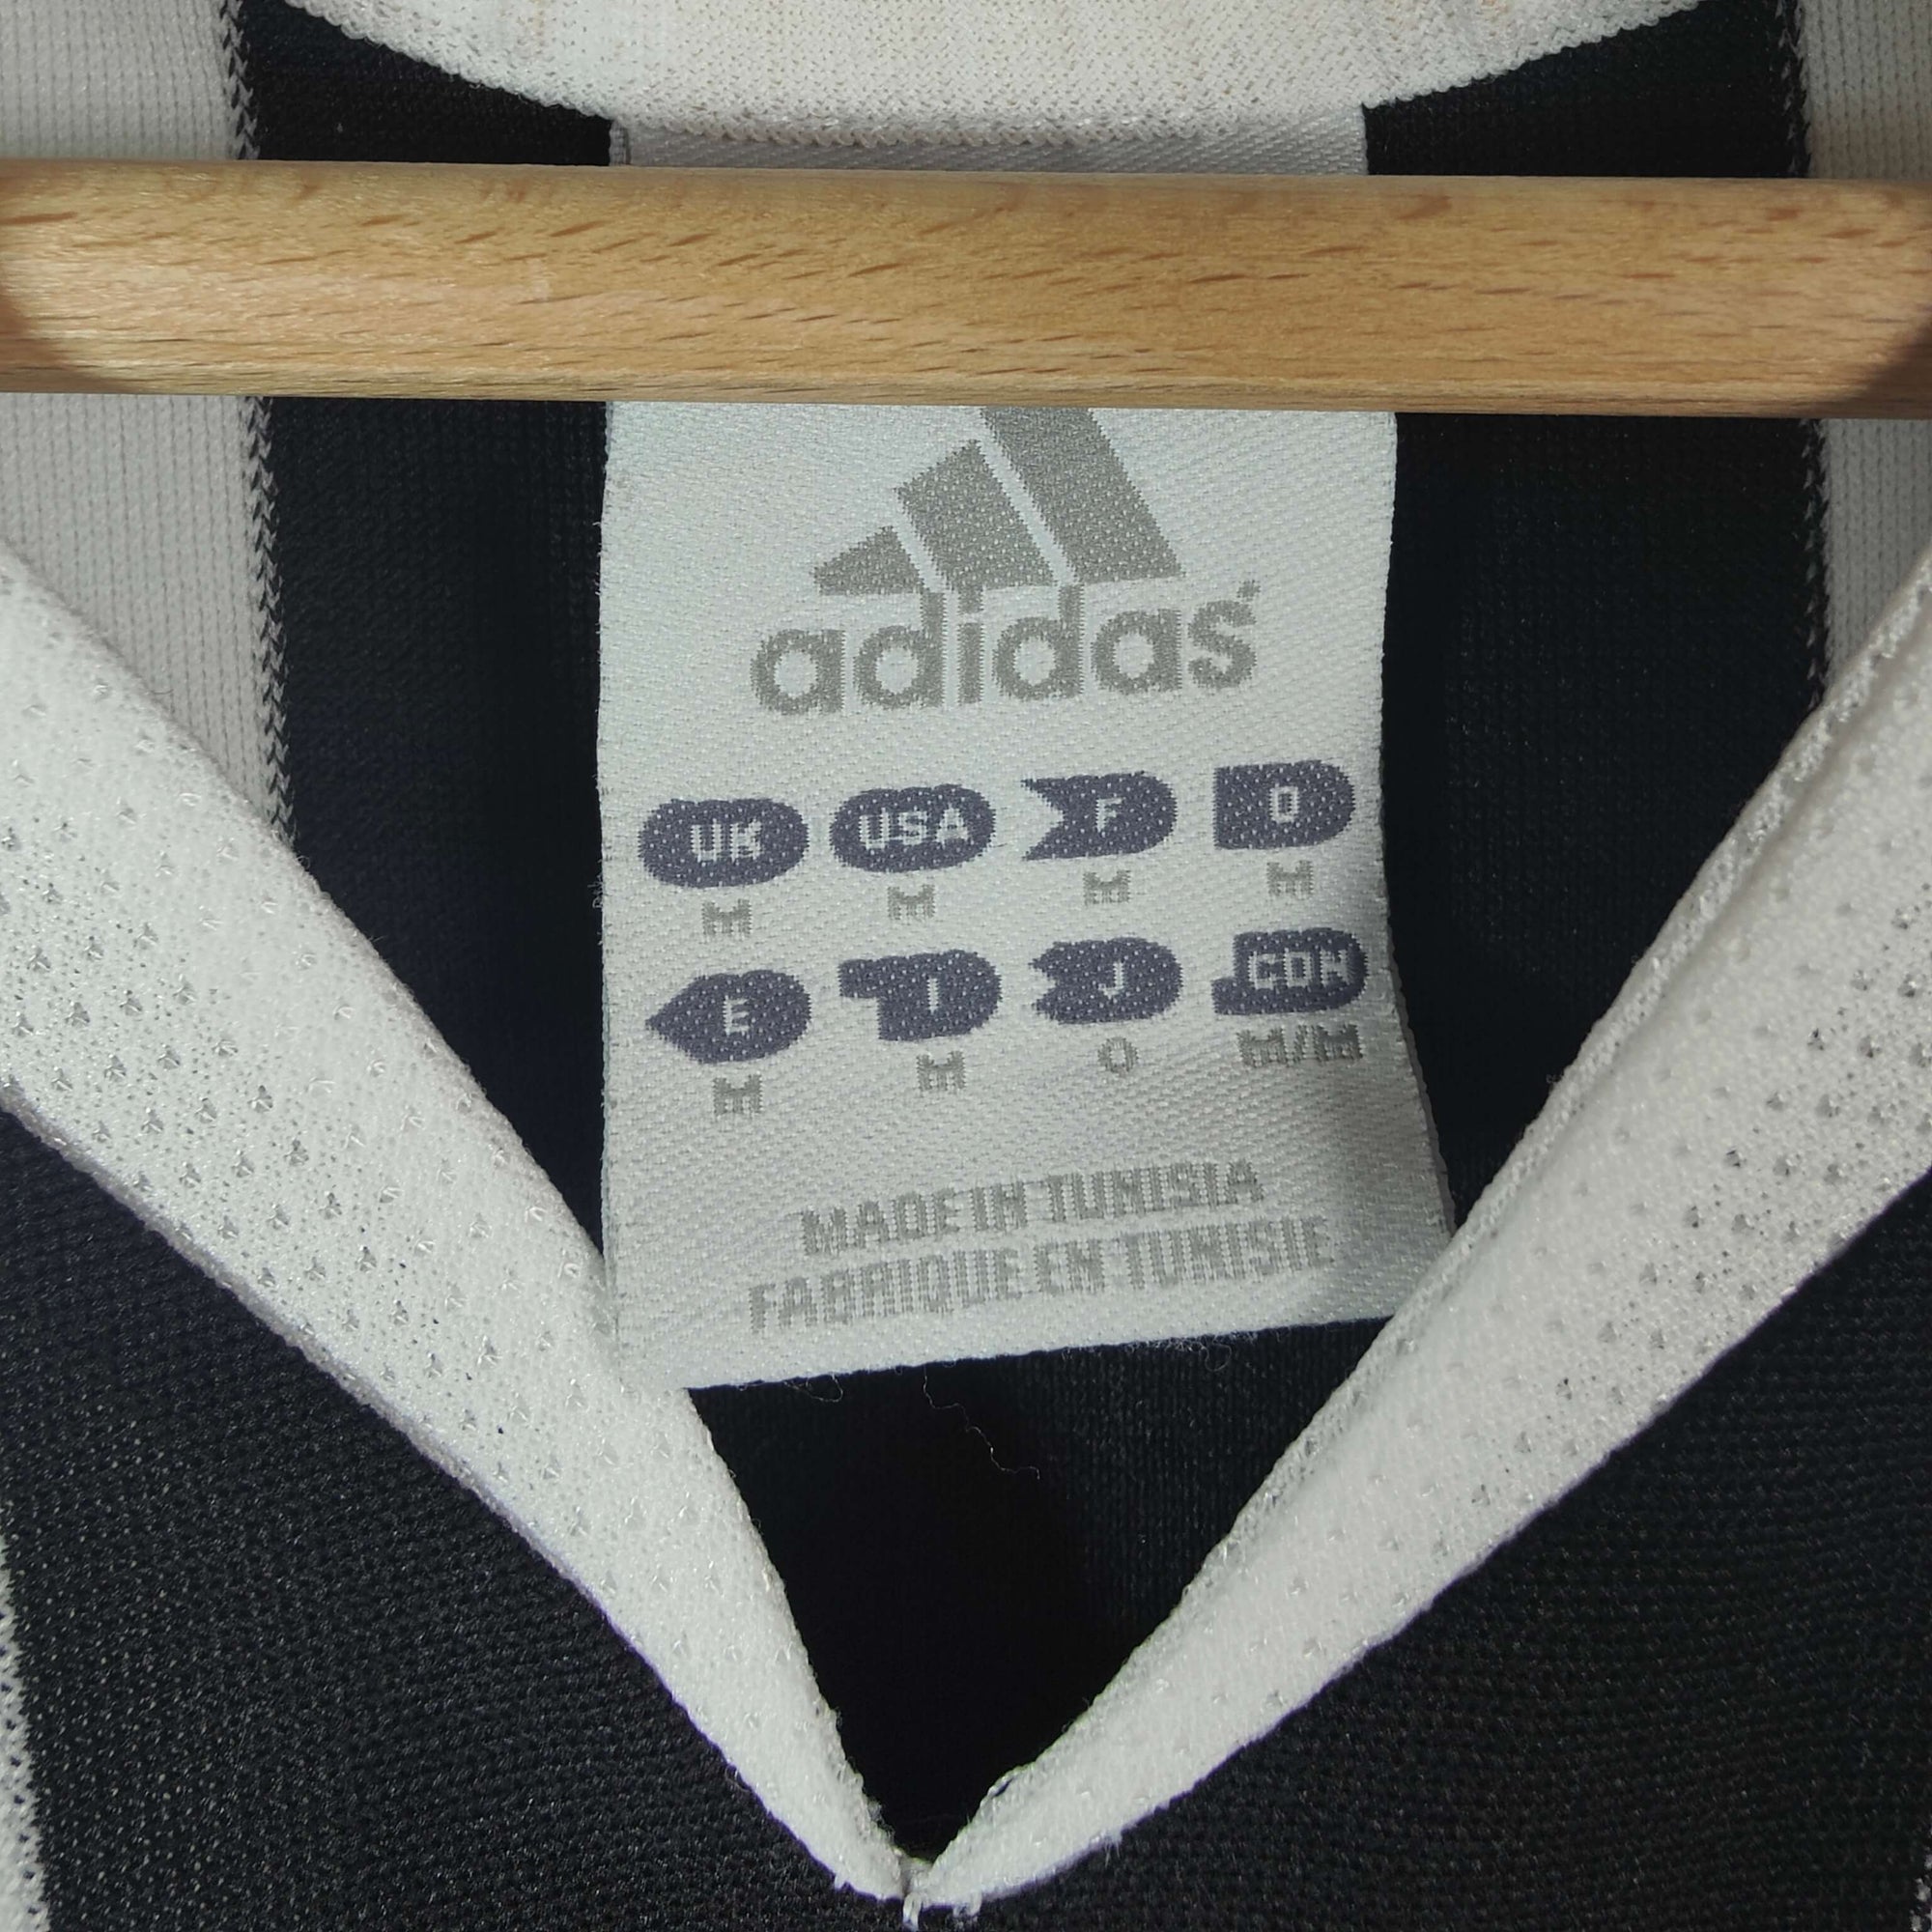 adidas
UK USA F D
M M M M
E I J CDN
M M O M/M
MADE IN TUNISIA
FABRIQUE EN TUNISIE